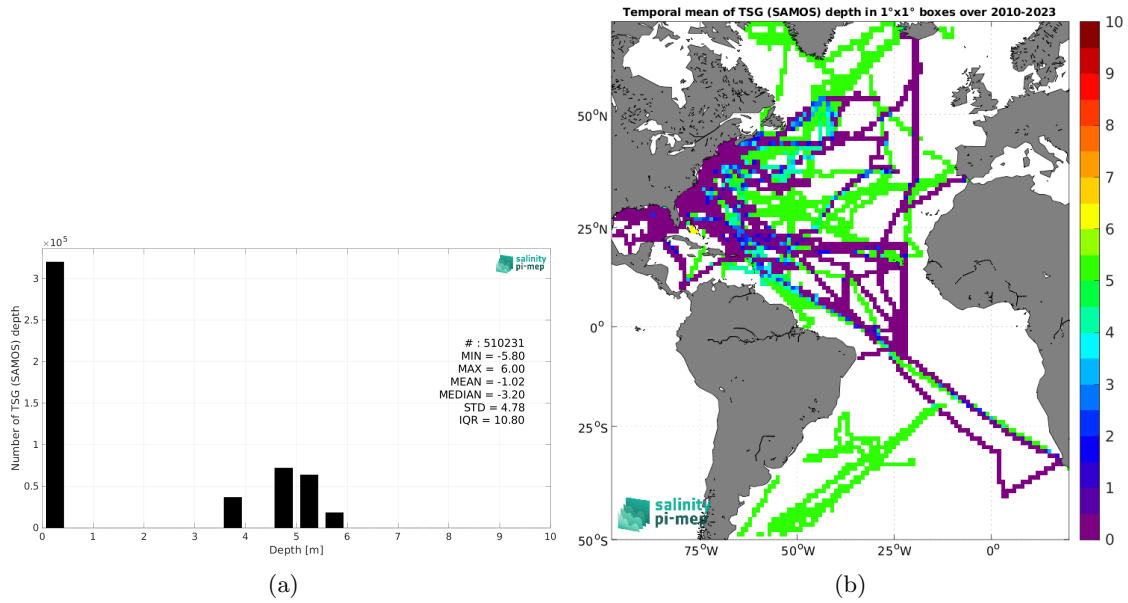 Temporal mean of TSG (SAMOS) depth in 1°x1° boxes over 2010-2023
×10⁵
3
2.5
2
1.5
1
0.5
0
Number of TSG (SAMOS) depth
0 1 2 3 4 5 6 7 8 9 10
Depth [m]
salinity
pi-mep
# : 510231
MIN = -5.80
MAX = 6.00
MEAN = -1.02
MEDIAN = -3.20
STD = 4.78
IQR = 10.80
(a)
50°N
25°N
0°
25°S
50°S
75°W 50°W 25°W 0°
salinity
pi-mep
10
9
8
7
6
5
4
3
2
1
0
(b)